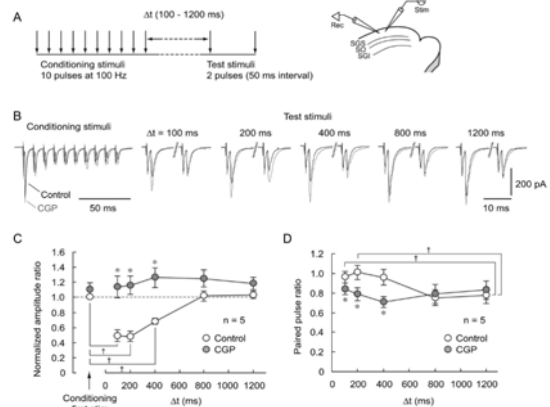 A
Δt (100 - 1200 ms)
Conditioning stimuli
10 pulses at 100 Hz
Test stimuli
2 pulses (50 ms interval)
Rec
Stim
SGS
SO
SGI
B
Conditioning stimuli
Test stimuli
Δt = 100 ms
200 ms
400 ms
800 ms
1200 ms
Control
CGP
50 ms
200 pA
10 ms
C
Normalized amplitude ratio
1.6
1.4
1.2
1.0
0.8
0.6
0.4
0.2
0
* * *
†
†
†
n = 5
Control
CGP
0 200 400 600 800 1000 1200
Δt (ms)
Conditioning
D
Paired pulse ratio
1.2
1.0
0.8
0.6
0.4
0.2
0
†
†
* * *
n = 5
Control
CGP
0 200 400 600 800 1000 1200
Δt (ms)